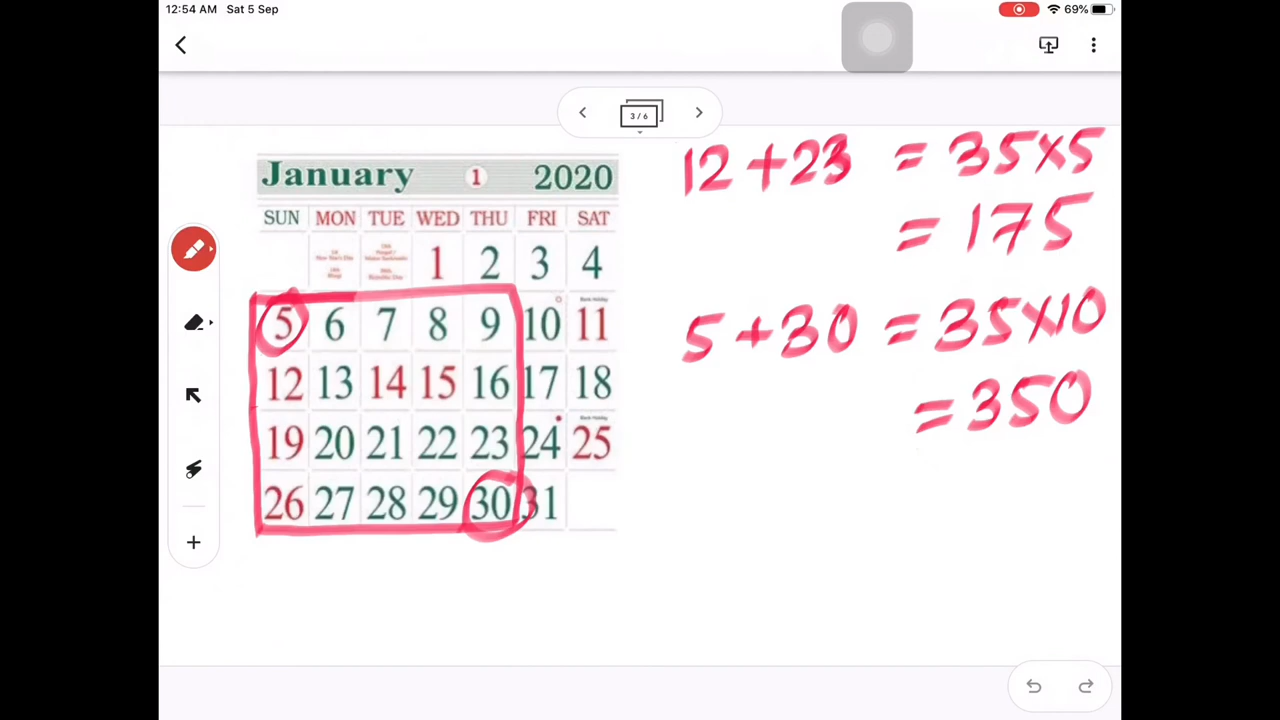 12:54 AM Sat 5 Sep
69%
3 / 6
January 1 2020
SUN MON TUE WED THU FRI SAT
1 2 3 4
5 6 7 8 9 10 11
12 13 14 15 16 17 18
19 20 21 22 23 24 25
26 27 28 29 30 31
12 + 23 = 35 × 5
= 175
5 + 30 = 35 × 10
= 350